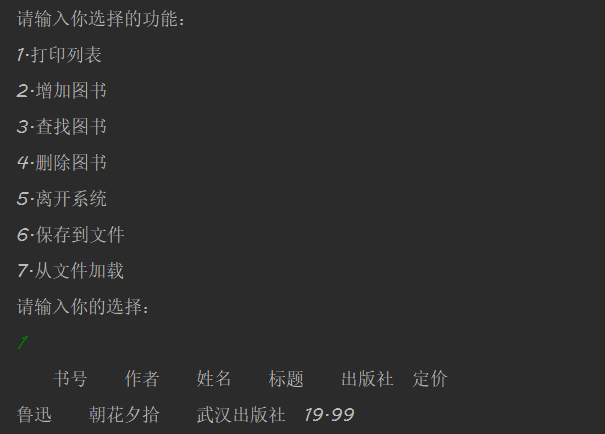 请输入你选择的功能：
1.打印列表
2.增加图书
3.查找图书
4.删除图书
5.离开系统
6.保存到文件
7.从文件加载
请输入你的选择：
1
书号 作者 姓名 标题 出版社 定价
鲁迅 朝花夕拾 武汉出版社 19.99